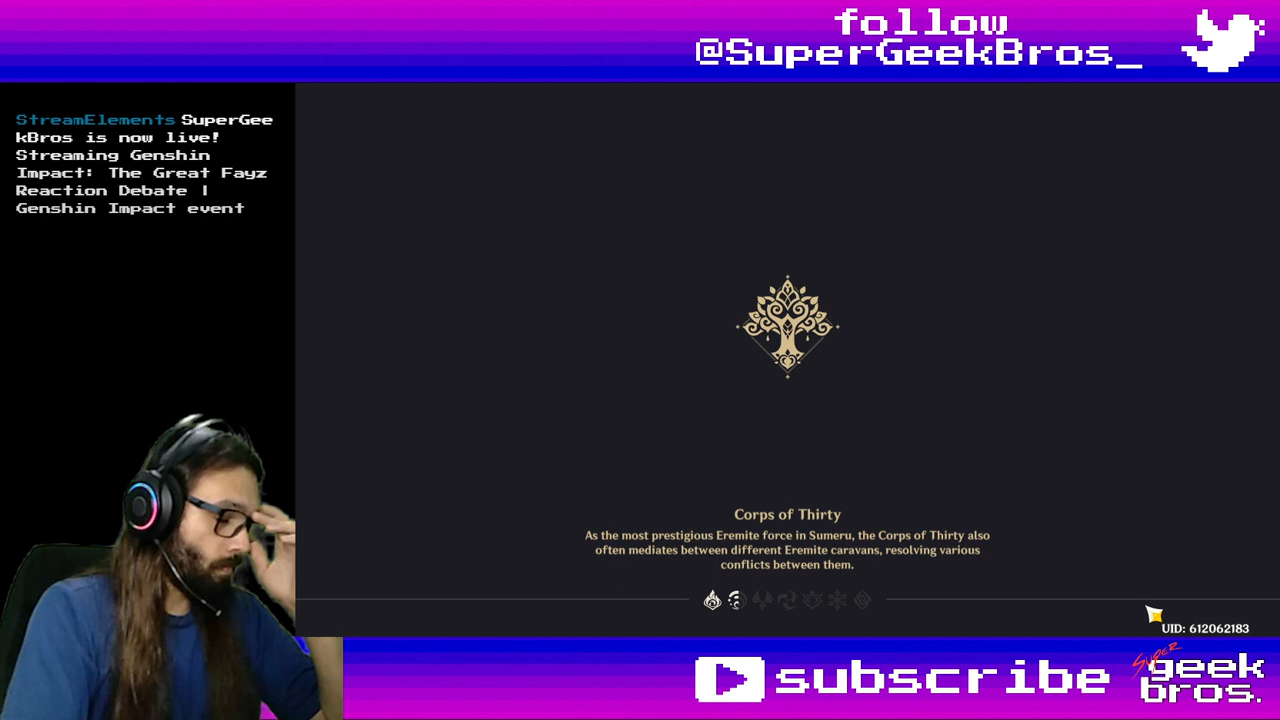 follow
@SuperGeekBros_
StreamElements SuperGee
kBros is now live!
Streaming Genshin
Impact: The Great Fayz
Reaction Debate |
Genshin Impact event
Corps of Thirty
As the most prestigious Eremite force in Sumeru, the Corps of Thirty also
often mediates between different Eremite caravans, resolving various
conflicts between them.
UID: 612062183
subscribe
SUPER
geek
bros.